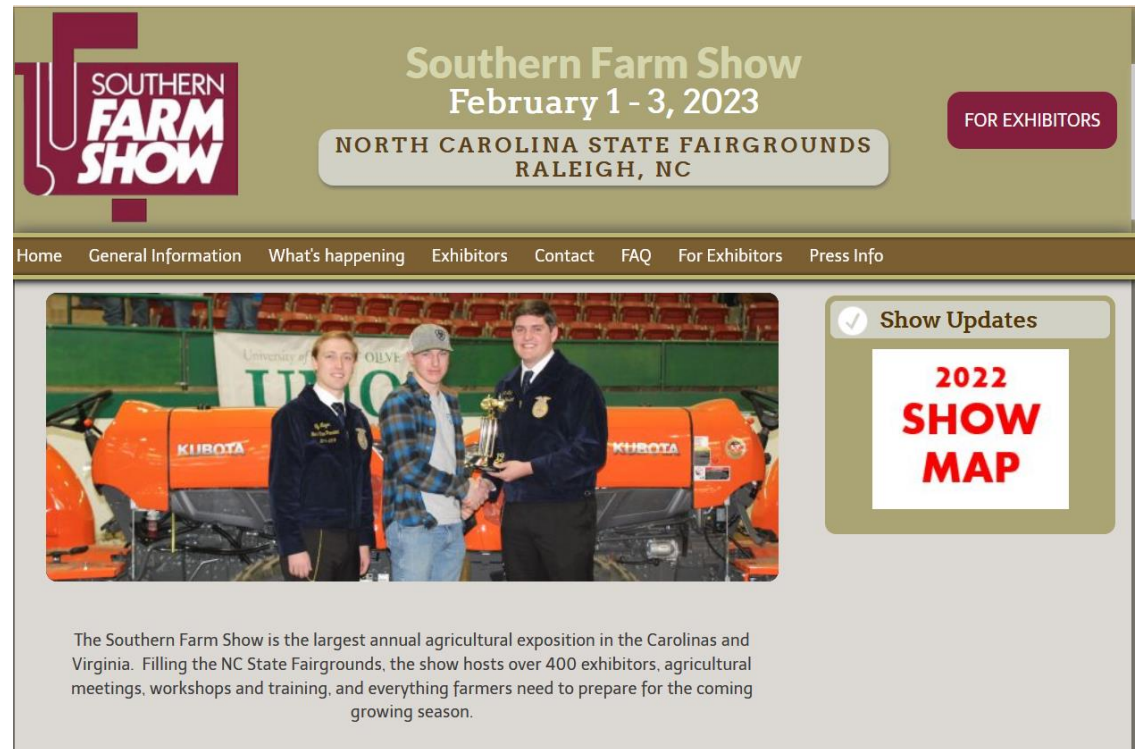 SOUTHERN
FARM
SHOW
Southern Farm Show
February 1 - 3, 2023
NORTH CAROLINA STATE FAIRGROUNDS
RALEIGH, NC
FOR EXHIBITORS
Home General Information What's happening Exhibitors Contact FAQ For Exhibitors Press Info
University of OLIVE
KUBOTA
KUBOTA
Show Updates
2022
SHOW
MAP
The Southern Farm Show is the largest annual agricultural exposition in the Carolinas and
Virginia. Filling the NC State Fairgrounds, the show hosts over 400 exhibitors, agricultural
meetings, workshops and training, and everything farmers need to prepare for the coming
growing season.